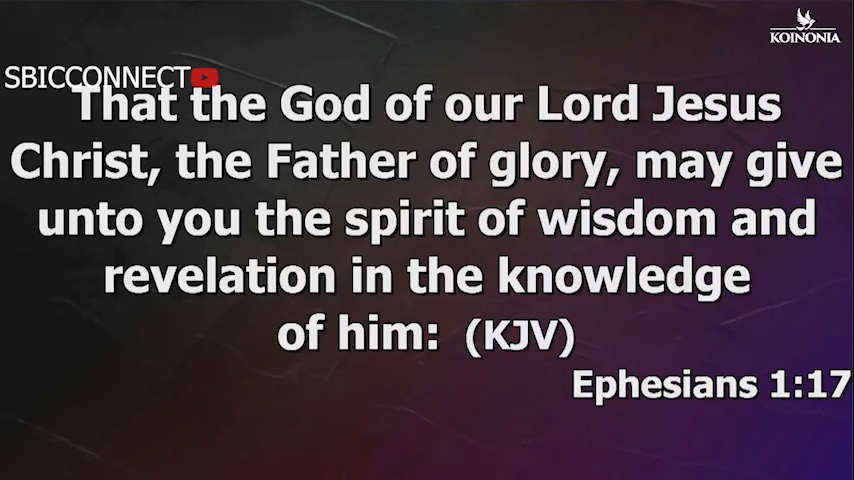 KOINONIA
SBICCONNECT
That the God of our Lord Jesus
Christ, the Father of glory, may give
unto you the spirit of wisdom and
revelation in the knowledge
of him: (KJV)
Ephesians 1:17